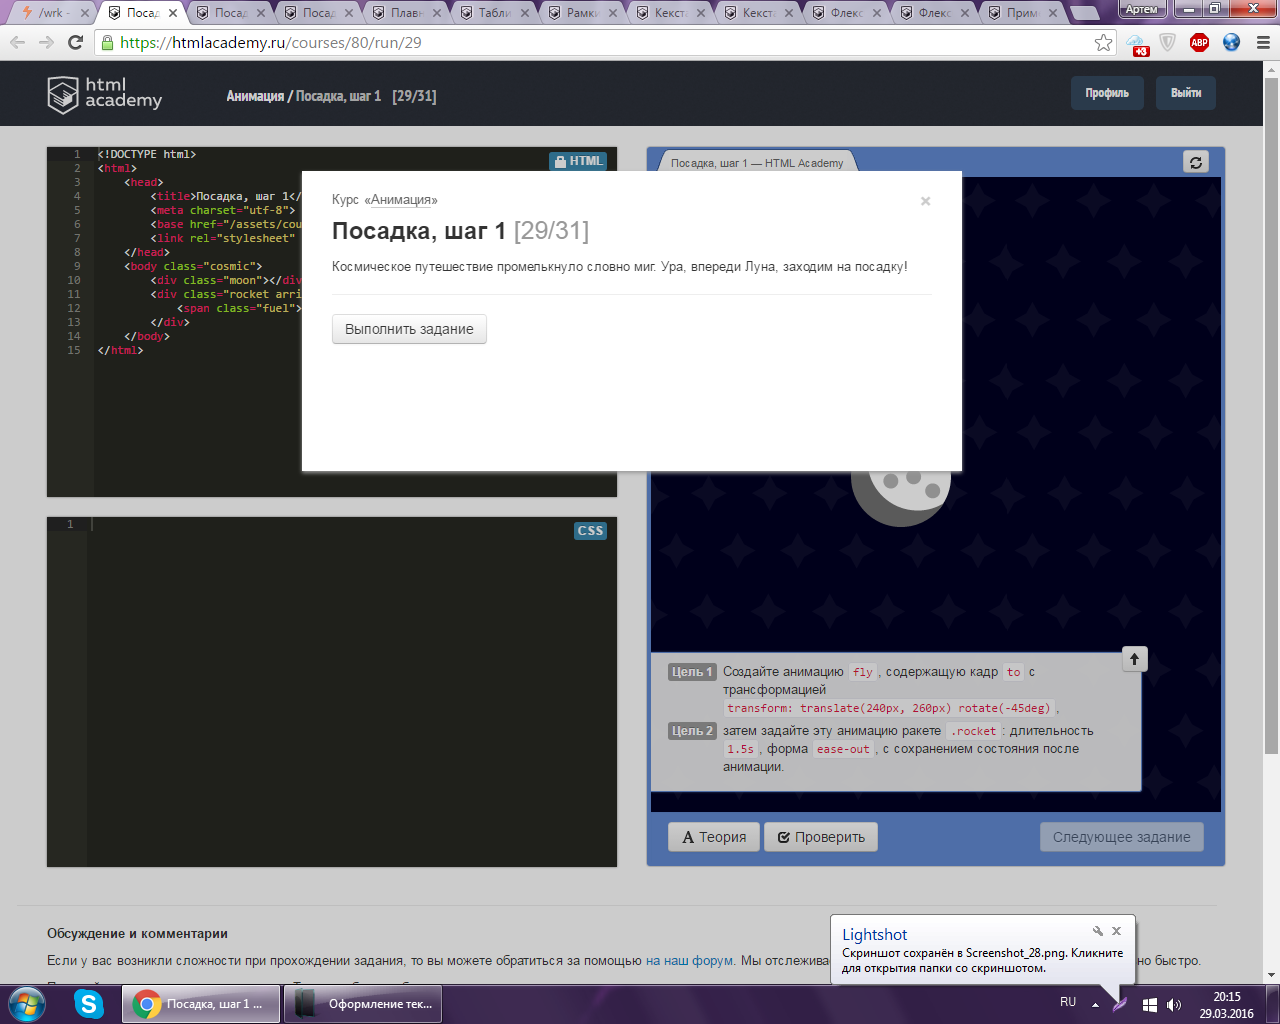 /wrk -
Посад
Посад
Посад
Плавн
Табли
Рамки
Кекста
Кекста
Флекс
Флекс
Приме
Артем
https://htmlacademy.ru/courses/80/run/29
+3
ABP
html
academy
Анимация / Посадка, шаг 1 [29/31]
Профиль
Выйти
HTML
1 <!DOCTYPE html>
2 <html>
3 <head>
4 <title>Посадка, шаг 1</
5 <meta charset="utf-8">
6 <base href="/assets/cou
7 <link rel="stylesheet"
8 </head>
9 <body class="cosmic">
10 <div class="moon"></div
11 <div class="rocket arri
12 <span class="fuel">
13 </div>
14 </body>
15 </html>
Посадка, шаг 1 — HTML Academy
Курс «Анимация»
×
Посадка, шаг 1 [29/31]
Космическое путешествие промелькнуло словно миг. Ура, впереди Луна, заходим на посадку!
Выполнить задание
1
CSS
Цель 1 Создайте анимацию fly, содержащую кадр to с
трансформацией
transform: translate(240px, 260px) rotate(-45deg),
Цель 2 затем задайте эту анимацию ракете .rocket: длительность
1.5s, форма ease-out, с сохранением состояния после
анимации.
Теория
Проверить
Следующее задание
Обсуждение и комментарии
Если у вас возникли сложности при прохождении задания, то вы можете обратиться за помощью на наш форум. Мы отслежива
но быстро.
Lightshot
Скриншот сохранён в Screenshot_28.png. Кликните
для открытия папки со скриншотом.
Посадка, шаг 1 ...
Оформление тек...
RU
20:15
29.03.2016